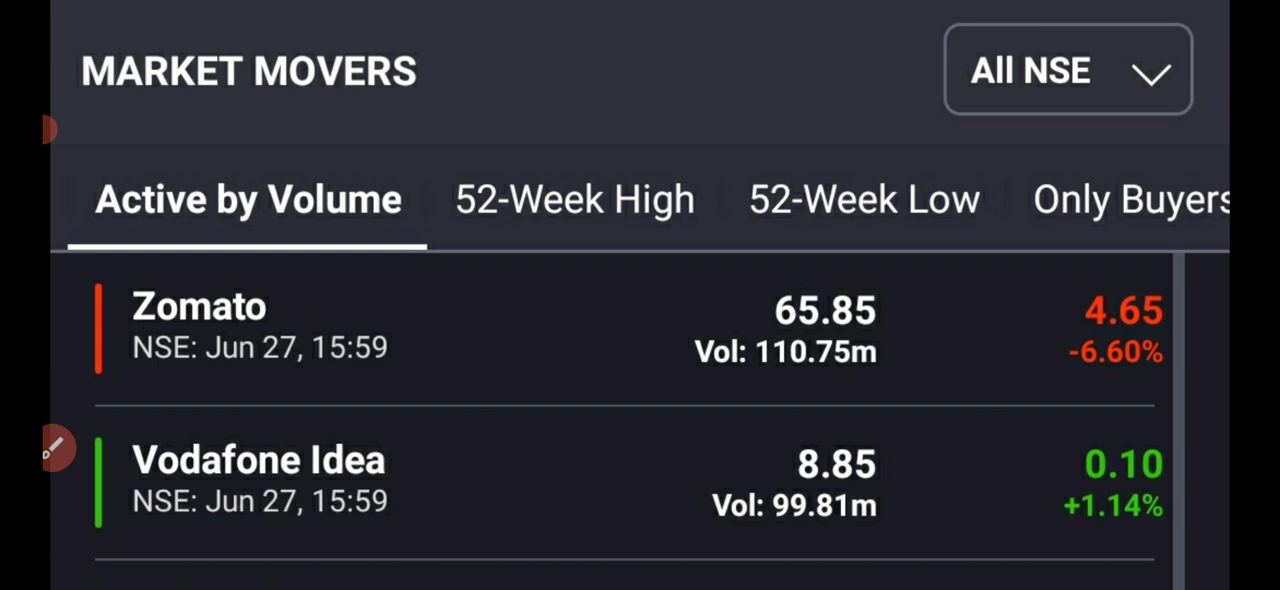 MARKET MOVERS
All NSE
Active by Volume 52-Week High 52-Week Low Only Buyers
Zomato 65.85 4.65
NSE: Jun 27, 15:59 Vol: 110.75m -6.60%
Vodafone Idea 8.85 0.10
NSE: Jun 27, 15:59 Vol: 99.81m +1.14%